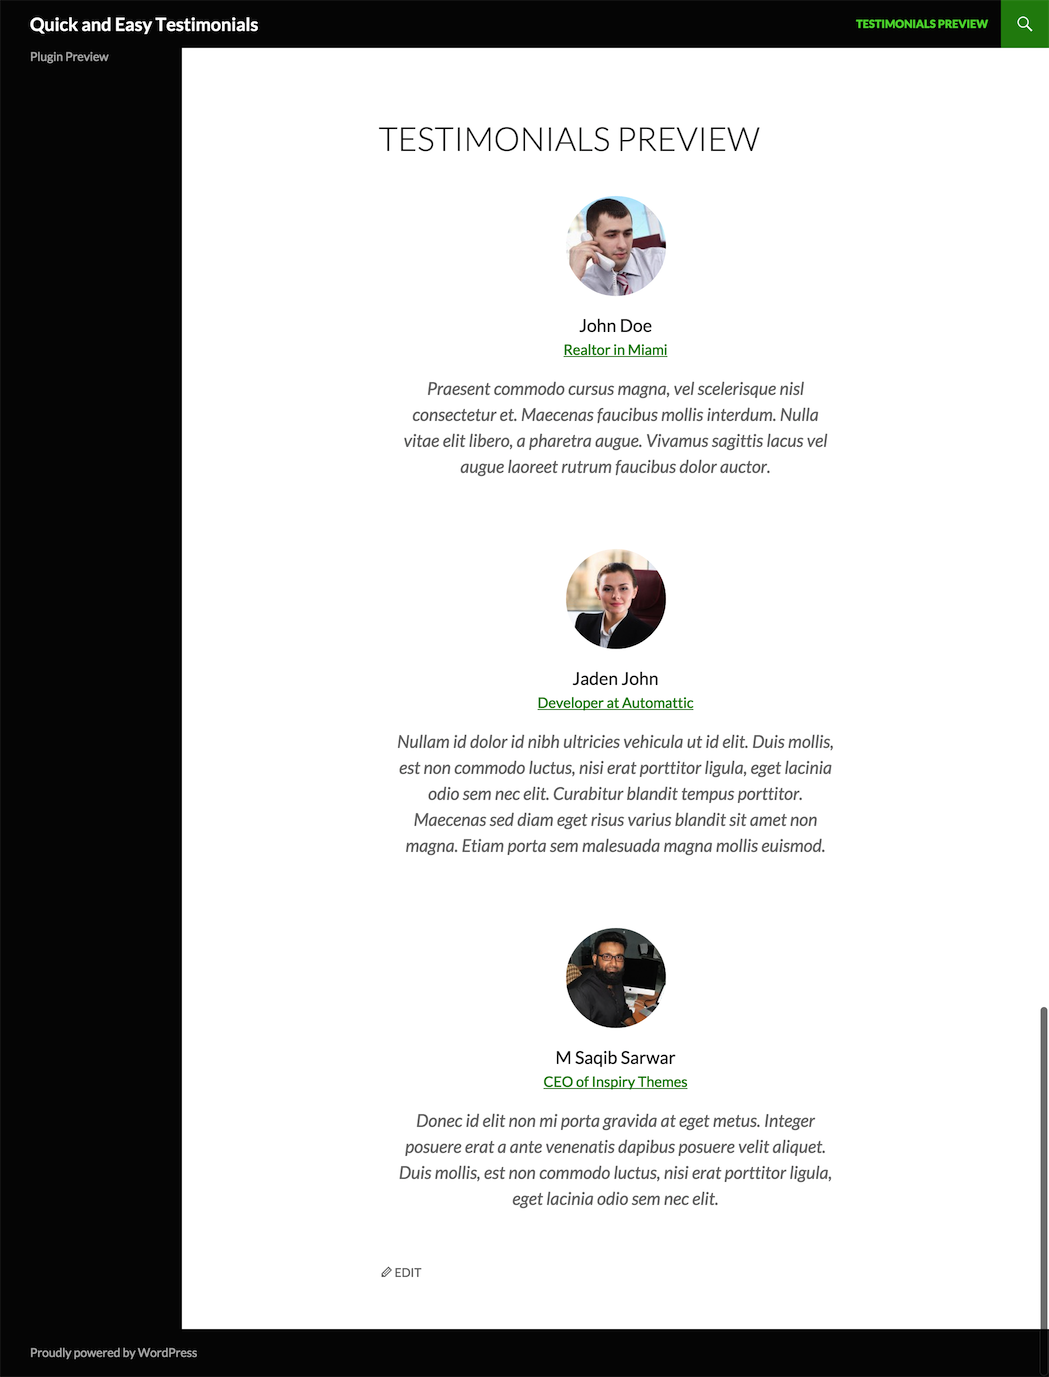 Quick and Easy Testimonials
TESTIMONIALS PREVIEW
Plugin Preview
TESTIMONIALS PREVIEW
John Doe
Realtor in Miami
Praesent commodo cursus magna, vel scelerisque nisl
consectetur et. Maecenas faucibus mollis interdum. Nulla
vitae elit libero, a pharetra augue. Vivamus sagittis lacus vel
augue laoreet rutrum faucibus dolor auctor.
Jaden John
Developer at Automattic
Nullam id dolor id nibh ultricies vehicula ut id elit. Duis mollis,
est non commodo luctus, nisi erat porttitor ligula, eget lacinia
odio sem nec elit. Curabitur blandit tempus porttitor.
Maecenas sed diam eget risus varius blandit sit amet non
magna. Etiam porta sem malesuada magna mollis euismod.
M Saqib Sarwar
CEO of Inspiry Themes
Donec id elit non mi porta gravida at eget metus. Integer
posuere erat a ante venenatis dapibus posuere velit aliquet.
Duis mollis, est non commodo luctus, nisi erat porttitor ligula,
eget lacinia odio sem nec elit.
EDIT
Proudly powered by WordPress